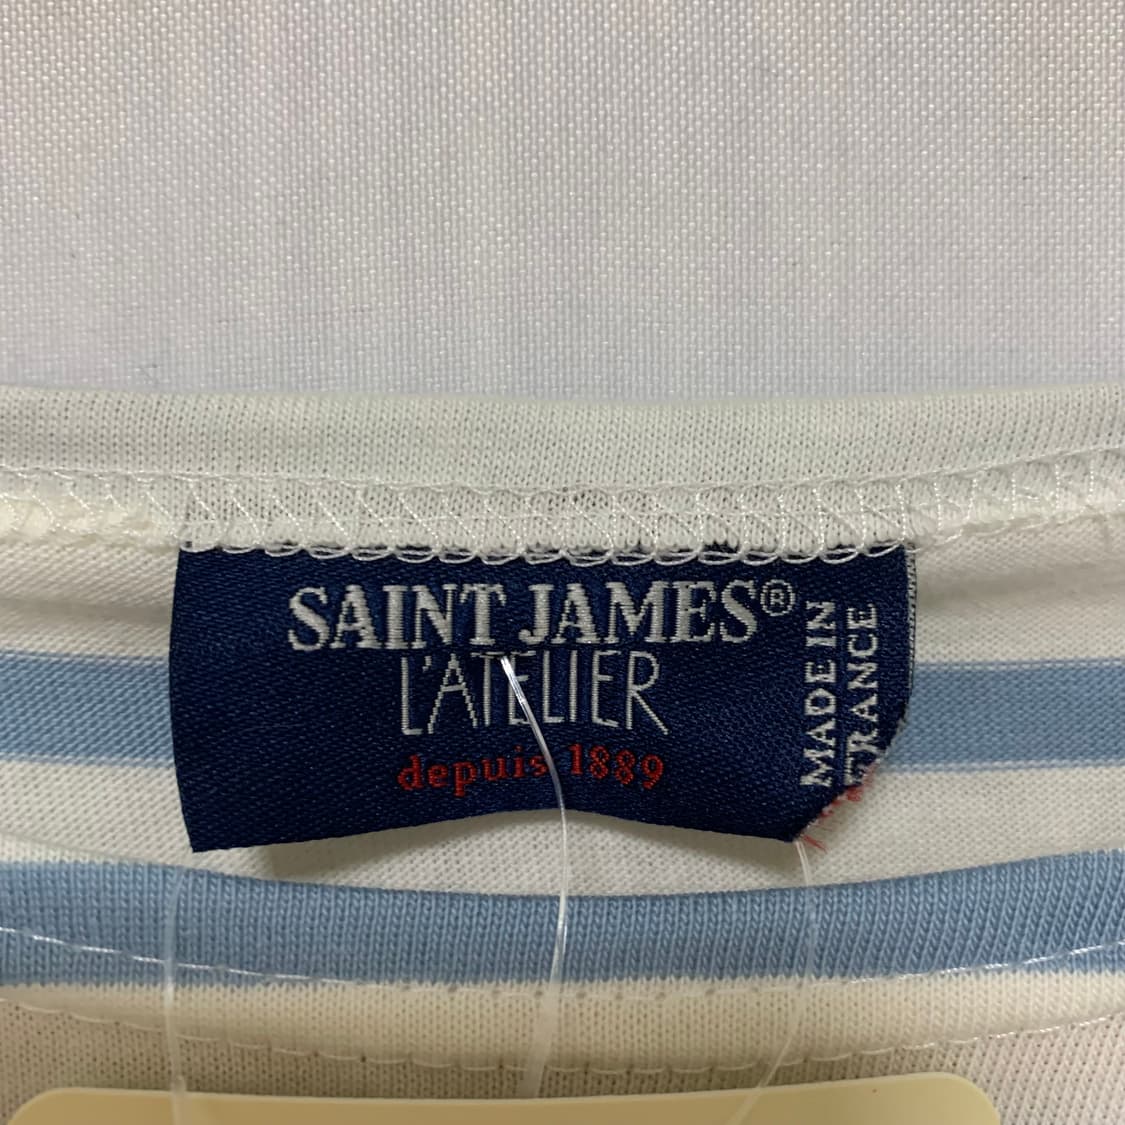 SAINT JAMES®
L'ATELIER
depuis 1889
MADE IN
FRANCE